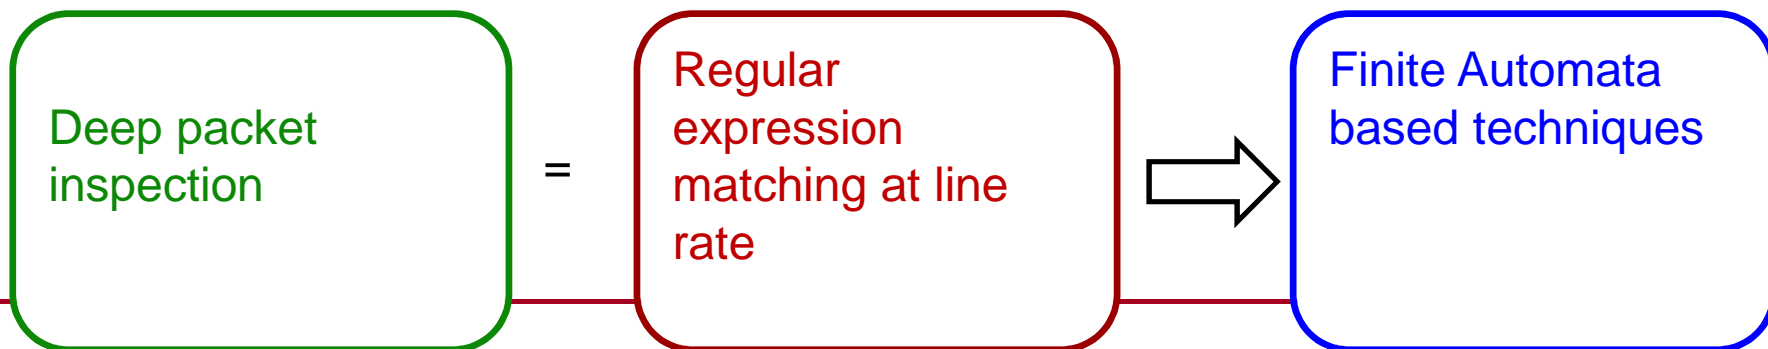 Deep packet
inspection
=
Regular
expression
matching at line
rate
Finite Automata
based techniques